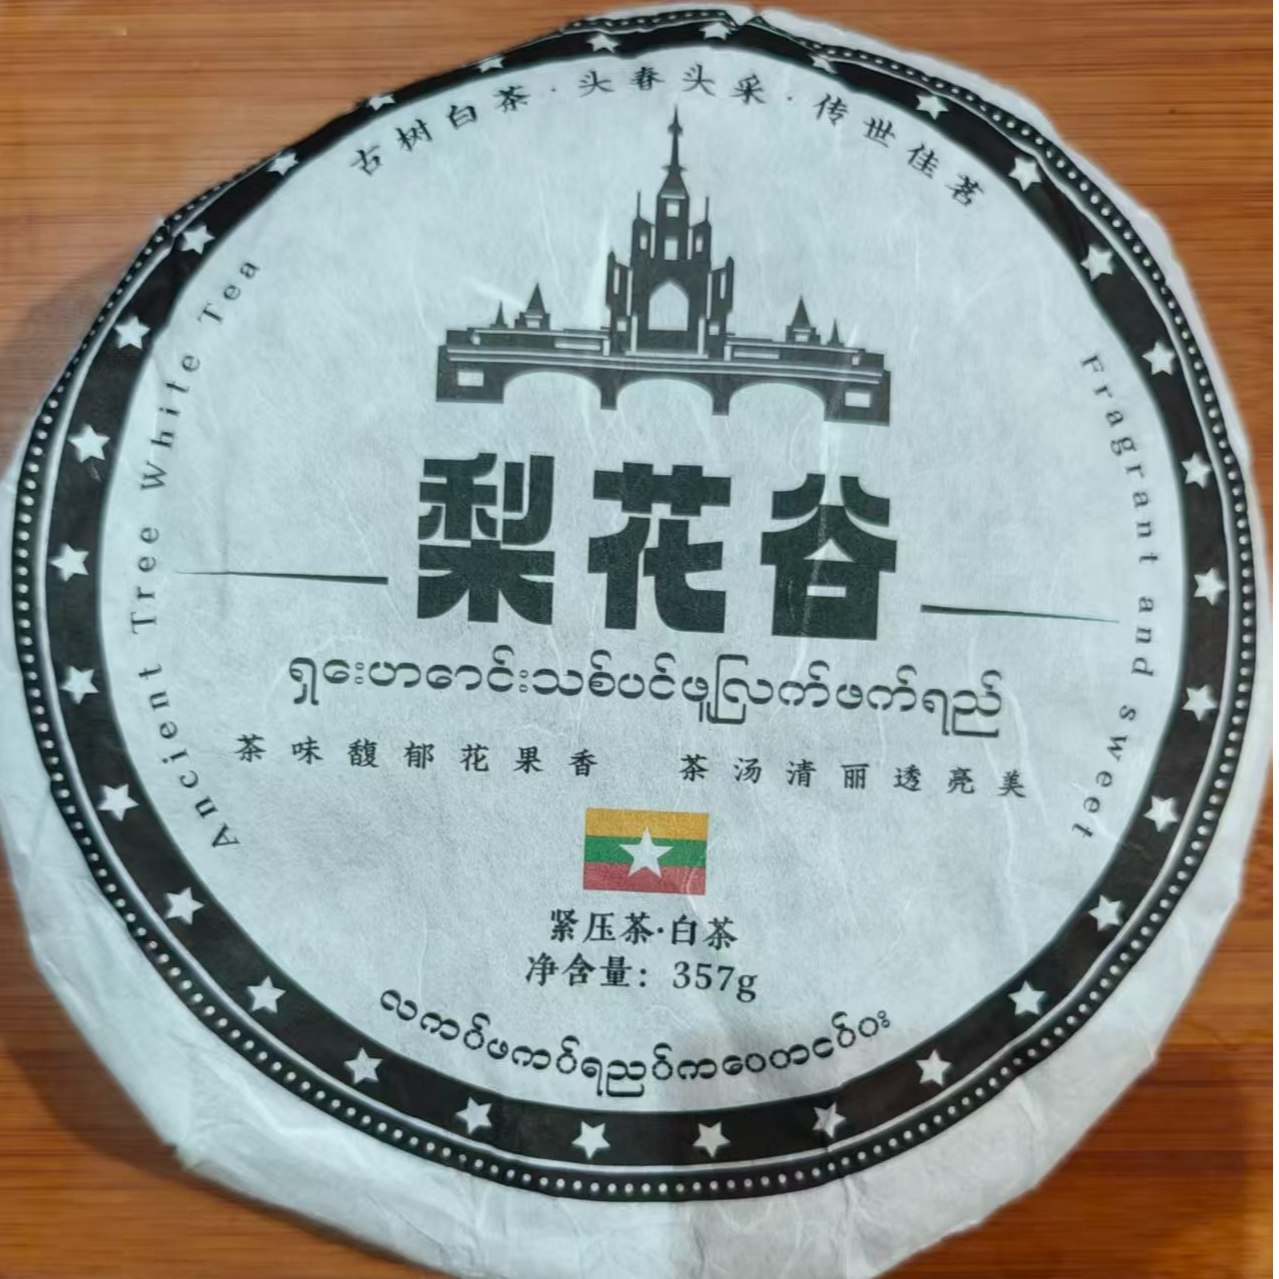 古树白茶·头春头采·传世佳茗
Ancient Tree White Tea
Fragrant and sweet
梨花谷
ရှေးဟောင်းသစ်ပင်ဖူလြက်ဖက်ရည်
茶味馥郁花果香 茶汤清丽透亮美
紧压茶·白茶
净含量：357g